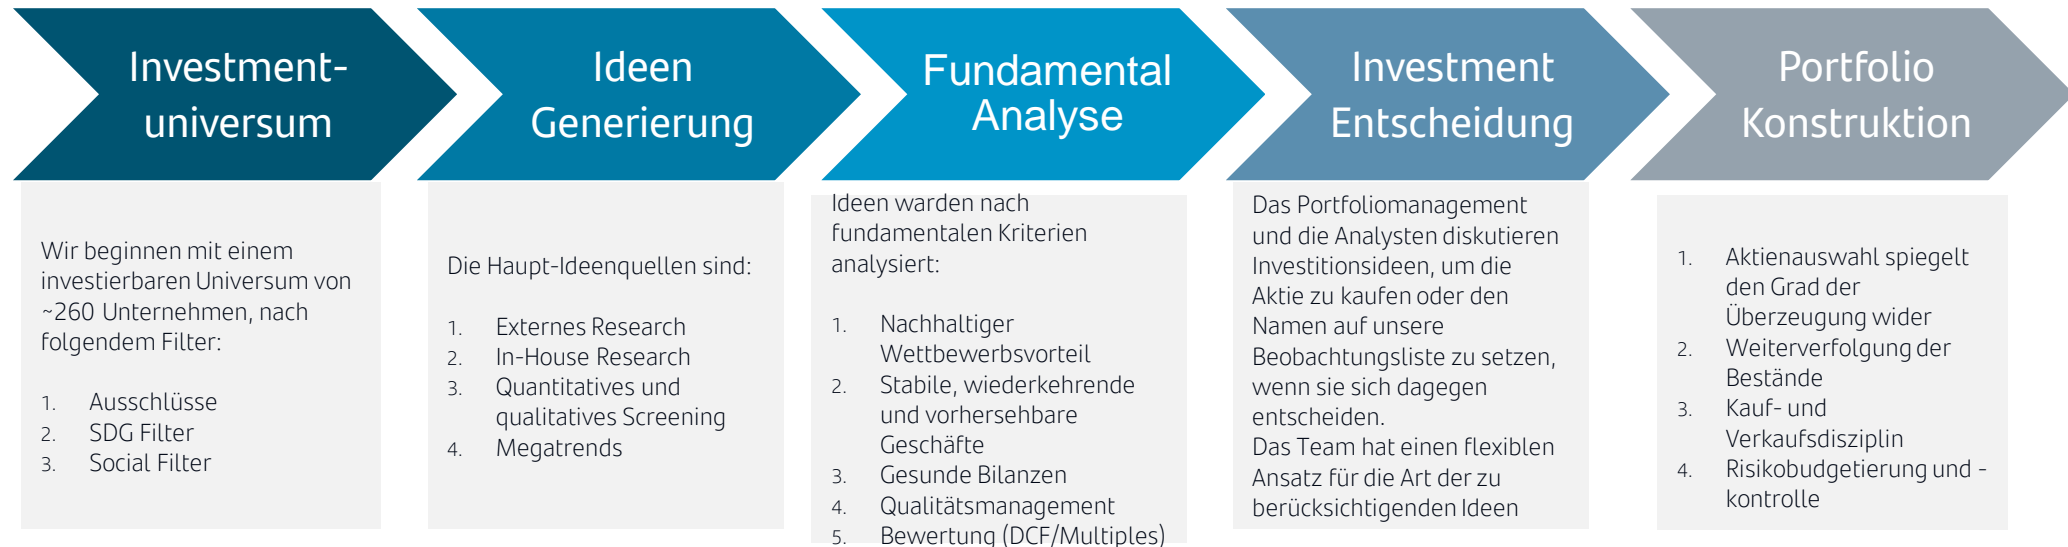 Investment-
universum
Ideen
Generierung
Fundamental
Analyse
Investment
Entscheidung
Portfolio
Konstruktion
Wir beginnen mit einem
investierbaren Universum von
~260 Unternehmen, nach
folgendem Filter:
1. Ausschlüsse
2. SDG Filter
3. Social Filter
Die Haupt-Ideenquellen sind:
1. Externes Research
2. In-House Research
3. Quantitatives und
qualitatives Screening
4. Megatrends
Ideen warden nach
fundamentalen Kriterien
analysiert:
1. Nachhaltiger
Wettbewerbsvorteil
2. Stabile, wiederkehrende
und vorhersehbare
Geschäfte
3. Gesunde Bilanzen
4. Qualitätsmanagement
5. Bewertung (DCF/Multiples)
Das Portfoliomanagement
und die Analysten diskutieren
Investitionsideen, um die
Aktie zu kaufen oder den
Namen auf unsere
Beobachtungsliste zu setzen,
wenn sie sich dagegen
entscheiden.
Das Team hat einen flexiblen
Ansatz für die Art der zu
berücksichtigenden Ideen
1. Aktienauswahl spiegelt
den Grad der
Überzeugung wider
2. Weiterverfolgung der
Bestände
3. Kauf- und
Verkaufsdisziplin
4. Risikobudgetierung und -
kontrolle